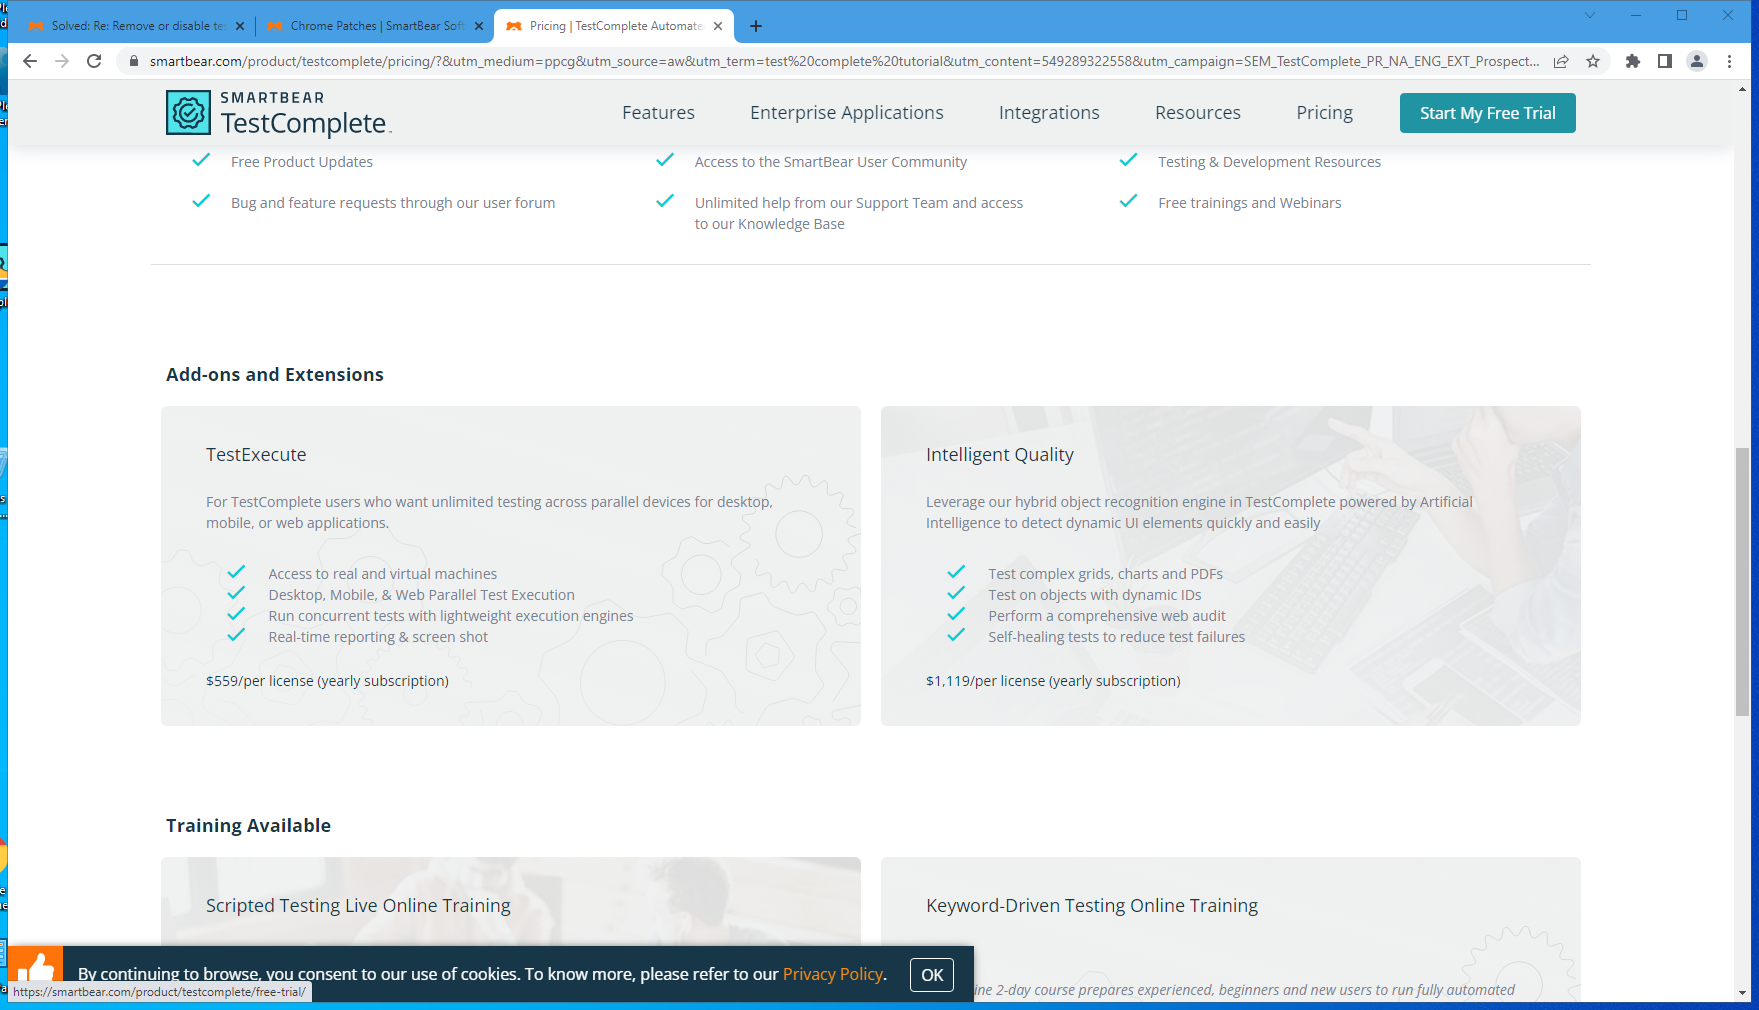 Solved: Re: Remove or disable te
Chrome Patches | SmartBear Soft
Pricing | TestComplete Automate
smartbear.com/product/testcomplete/pricing/?&utm_medium=ppcg&utm_source=aw&utm_term=test%20complete%20tutorial&utm_content=549289322558&utm_campaign=SEM_TestComplete_PR_NA_ENG_EXT_Prospect...
SMARTBEAR
TestComplete
Features
Enterprise Applications
Integrations
Resources
Pricing
Start My Free Trial
Free Product Updates
Access to the SmartBear User Community
Testing & Development Resources
Bug and feature requests through our user forum
Unlimited help from our Support Team and access
to our Knowledge Base
Free trainings and Webinars
Add-ons and Extensions
TestExecute
For TestComplete users who want unlimited testing across parallel devices for desktop,
mobile, or web applications.
Access to real and virtual machines
Desktop, Mobile, & Web Parallel Test Execution
Run concurrent tests with lightweight execution engines
Real-time reporting & screen shot
$559/per license (yearly subscription)
Intelligent Quality
Leverage our hybrid object recognition engine in TestComplete powered by Artificial
Intelligence to detect dynamic UI elements quickly and easily
Test complex grids, charts and PDFs
Test on objects with dynamic IDs
Perform a comprehensive web audit
Self-healing tests to reduce test failures
$1,119/per license (yearly subscription)
Training Available
Scripted Testing Live Online Training
Keyword-Driven Testing Online Training
By continuing to browse, you consent to our use of cookies. To know more, please refer to our Privacy Policy.
OK
ine 2-day course prepares experienced, beginners and new users to run fully automated
https://smartbear.com/product/testcomplete/free-trial/